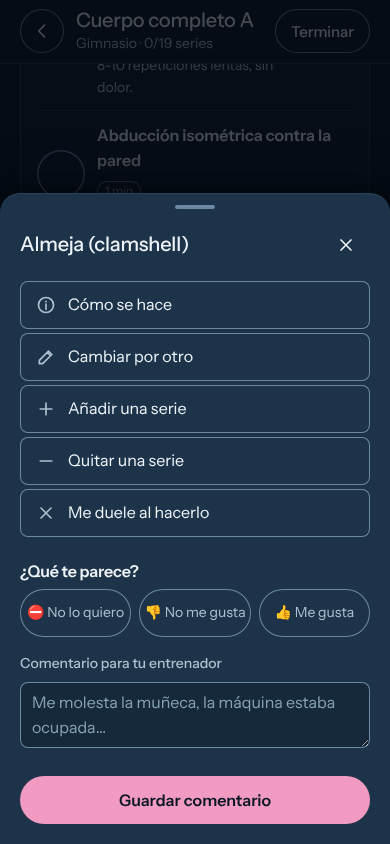 Cuerpo completo A
Gimnasio · 0/19 series
Terminar
8-10 repeticiones lentas, sin
dolor.
Abducción isométrica contra la
pared
1 min
Almeja (clamshell)
Cómo se hace
Cambiar por otro
Añadir una serie
Quitar una serie
Me duele al hacerlo
¿Qué te parece?
⛔ No lo quiero
👎 No me gusta
👍 Me gusta
Comentario para tu entrenador
Me molesta la muñeca, la máquina estaba
ocupada...
Guardar comentario